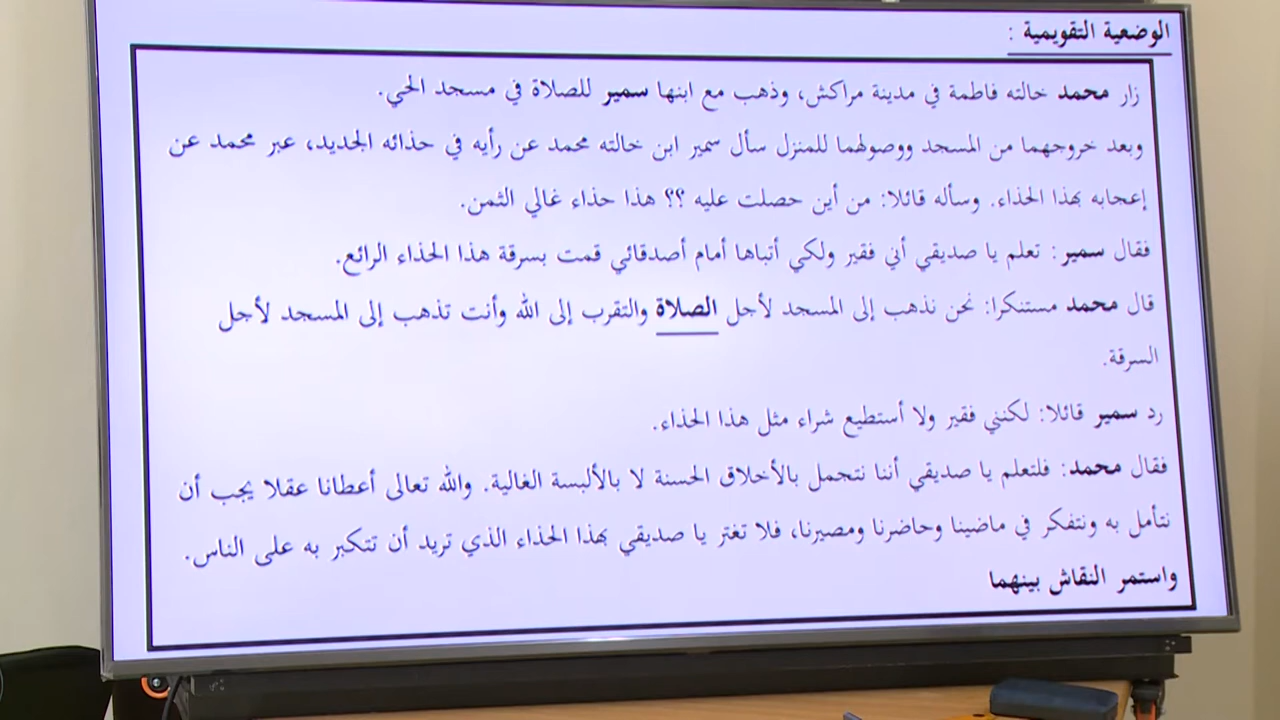 الوضعية التقويمية :
زار محمد خالته فاطمة في مدينة مراكش، وذهب مع ابنها سمير للصلاة في مسجد الحي.
وبعد خروجهما من المسجد ووصولهما للمنزل سأل سمير ابن خالته محمد عن رأيه في حذائه الجديد، عبر محمد عن
إعجابه بهذا الحذاء. وسأله قائلا: من أين حصلت عليه ؟؟ هذا حذاء غالي الثمن.
فقال سمير: تعلم يا صديقي أني فقير ولكي أتباها أمام أصدقائي قمت بسرقة هذا الحذاء الرائع.
قال محمد مستنكرا: نحن نذهب إلى المسجد لأجل الصلاة والتقرب إلى الله وأنت تذهب إلى المسجد لأجل
السرقة.
رد سمير قائلا: لكنني فقير ولا أستطيع شراء مثل هذا الحذاء.
فقال محمد: فلتعلم يا صديقي أننا نتجمل بالأخلاق الحسنة لا بالألبسة الغالية. والله تعالى أعطانا عقلا يجب أن
نتأمل به ونتفكر في ماضينا وحاضرنا ومصيرنا، فلا تغتر يا صديقي بهذا الحذاء الذي تريد أن تتكبر به على الناس.
واستمر النقاش بينهما